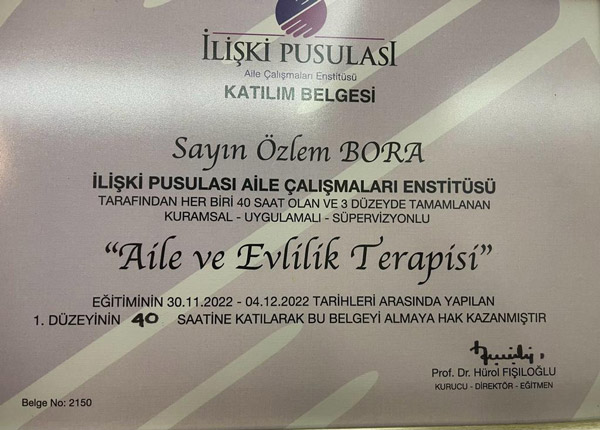 İLİŞKİ PUSULASI
Aile Çalışmaları Enstitüsü
KATILIM BELGESİ
Sayın Özlem BORA
İLİŞKİ PUSULASI AİLE ÇALIŞMALARI ENSTİTÜSÜ
TARAFINDAN HER BİRİ 40 SAAT OLAN VE 3 DÜZEYDE TAMAMLANAN
KURAMSAL - UYGULAMALI - SÜPERVİZYONLU
“Aile ve Evlilik Terapisi”
EĞİTİMİNİN 30.11.2022 - 04.12.2022 TARİHLERİ ARASINDA YAPILAN
1. DÜZEYİNİN 40 SAATİNE KATILARAK BU BELGEYİ ALMAYA HAK KAZANMIŞTIR
Prof. Dr. Hürol FIŞILOĞLU
KURUCU - DİREKTÖR - EĞİTMEN
Belge No: 2150